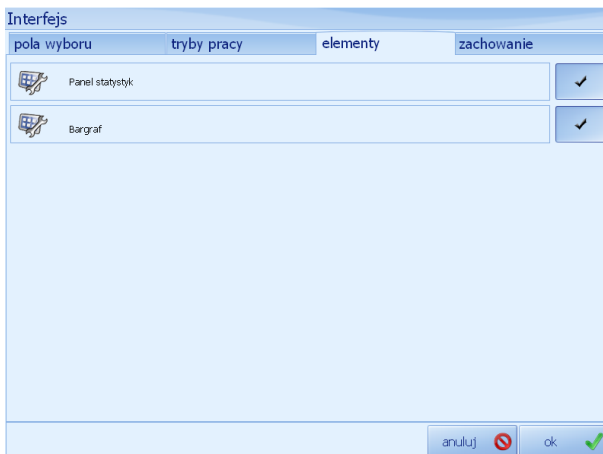 Interfejs
pola wyboru tryby pracy elementy zachowanie
Panel statystyk
Bargraf
anuluj ok